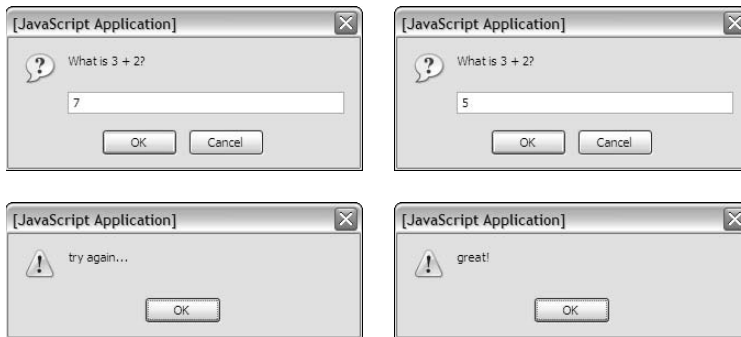 [JavaScript Application]
What is 3 + 2?
7
OK Cancel
[JavaScript Application]
What is 3 + 2?
5
OK Cancel
[JavaScript Application]
try again...
OK
[JavaScript Application]
great!
OK